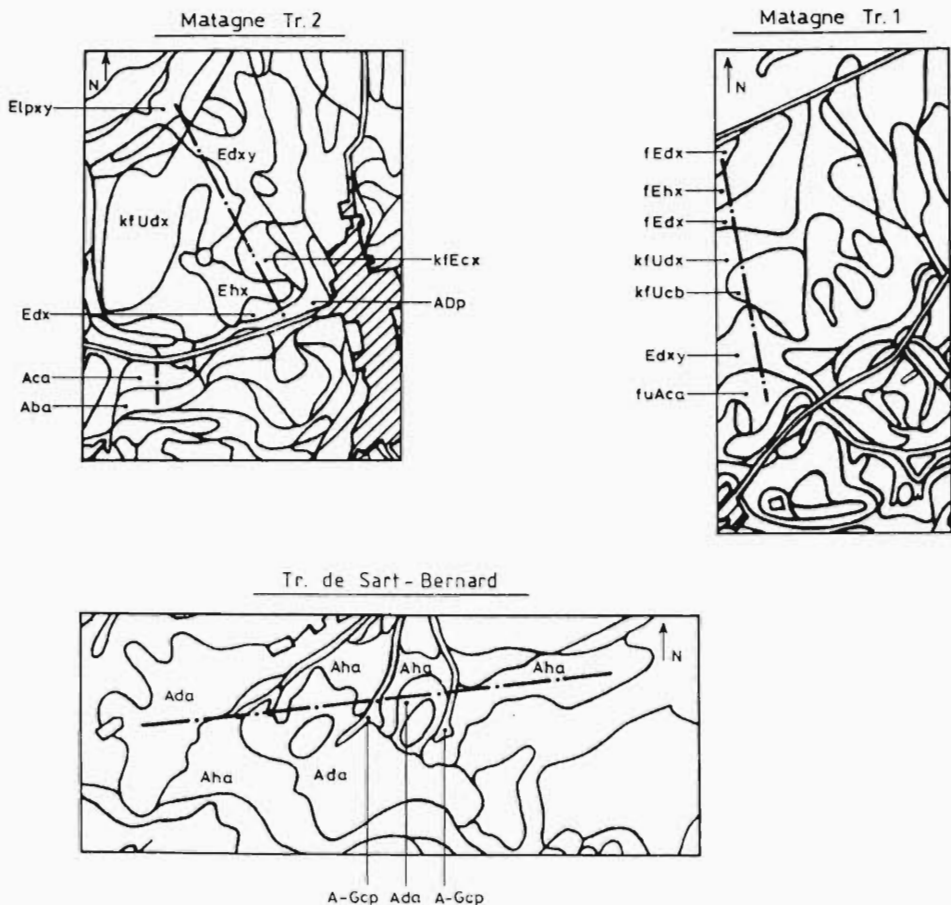 Matagne Tr. 2
N
Elpxy
Edxy
kfUdx
kfEcx
Ehx
Edx
ADp
Aca
Aba
Matagne Tr. 1
N
fEdx
fEhx
fEdx
kfUdx
kfUcb
Edxy
fuAca
Tr. de Sart-Bernard
N
Aha Aha Aha
Ada
Aha Ada
A-Gcp Ada A-Gcp